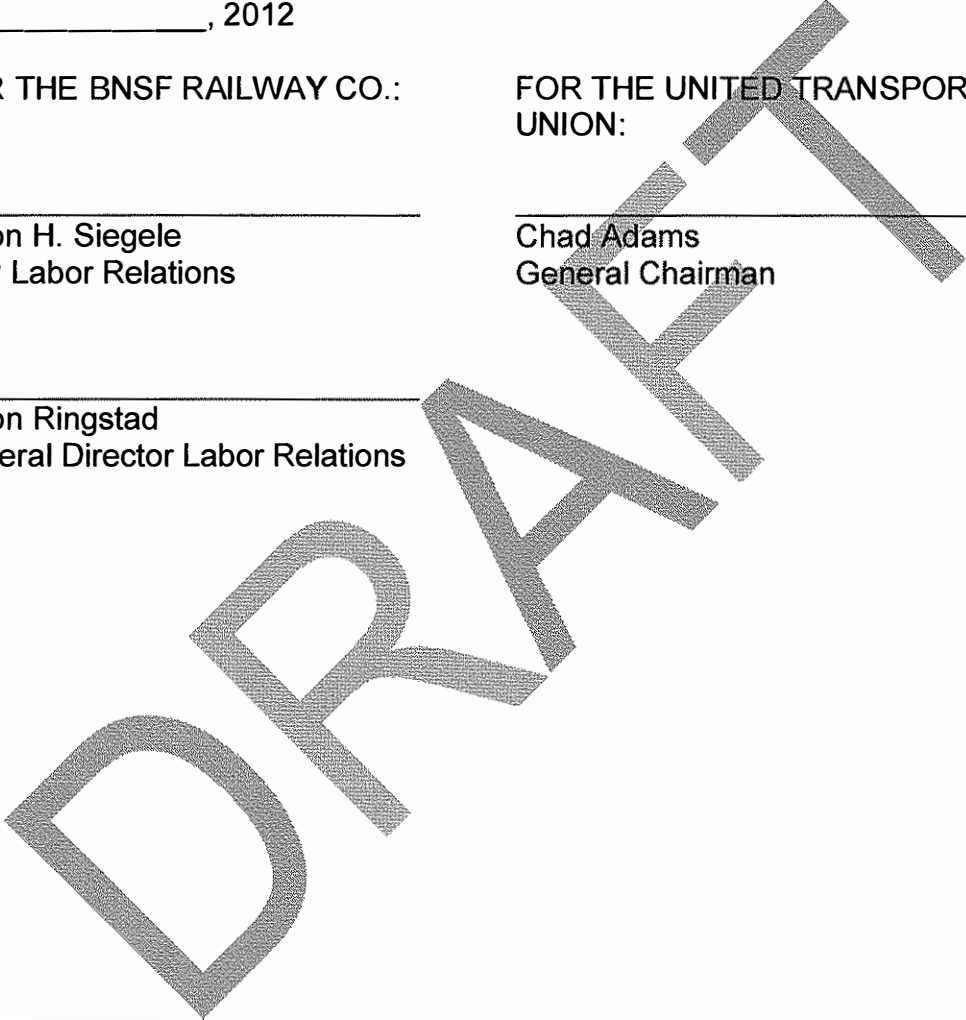 ____________, 2012
R THE BNSF RAILWAY CO.:
FOR THE UNITED TRANSPOR
UNION:
on H. Siegele
Labor Relations
Chad Adams
General Chairman
on Ringstad
eral Director Labor Relations
DRAFT